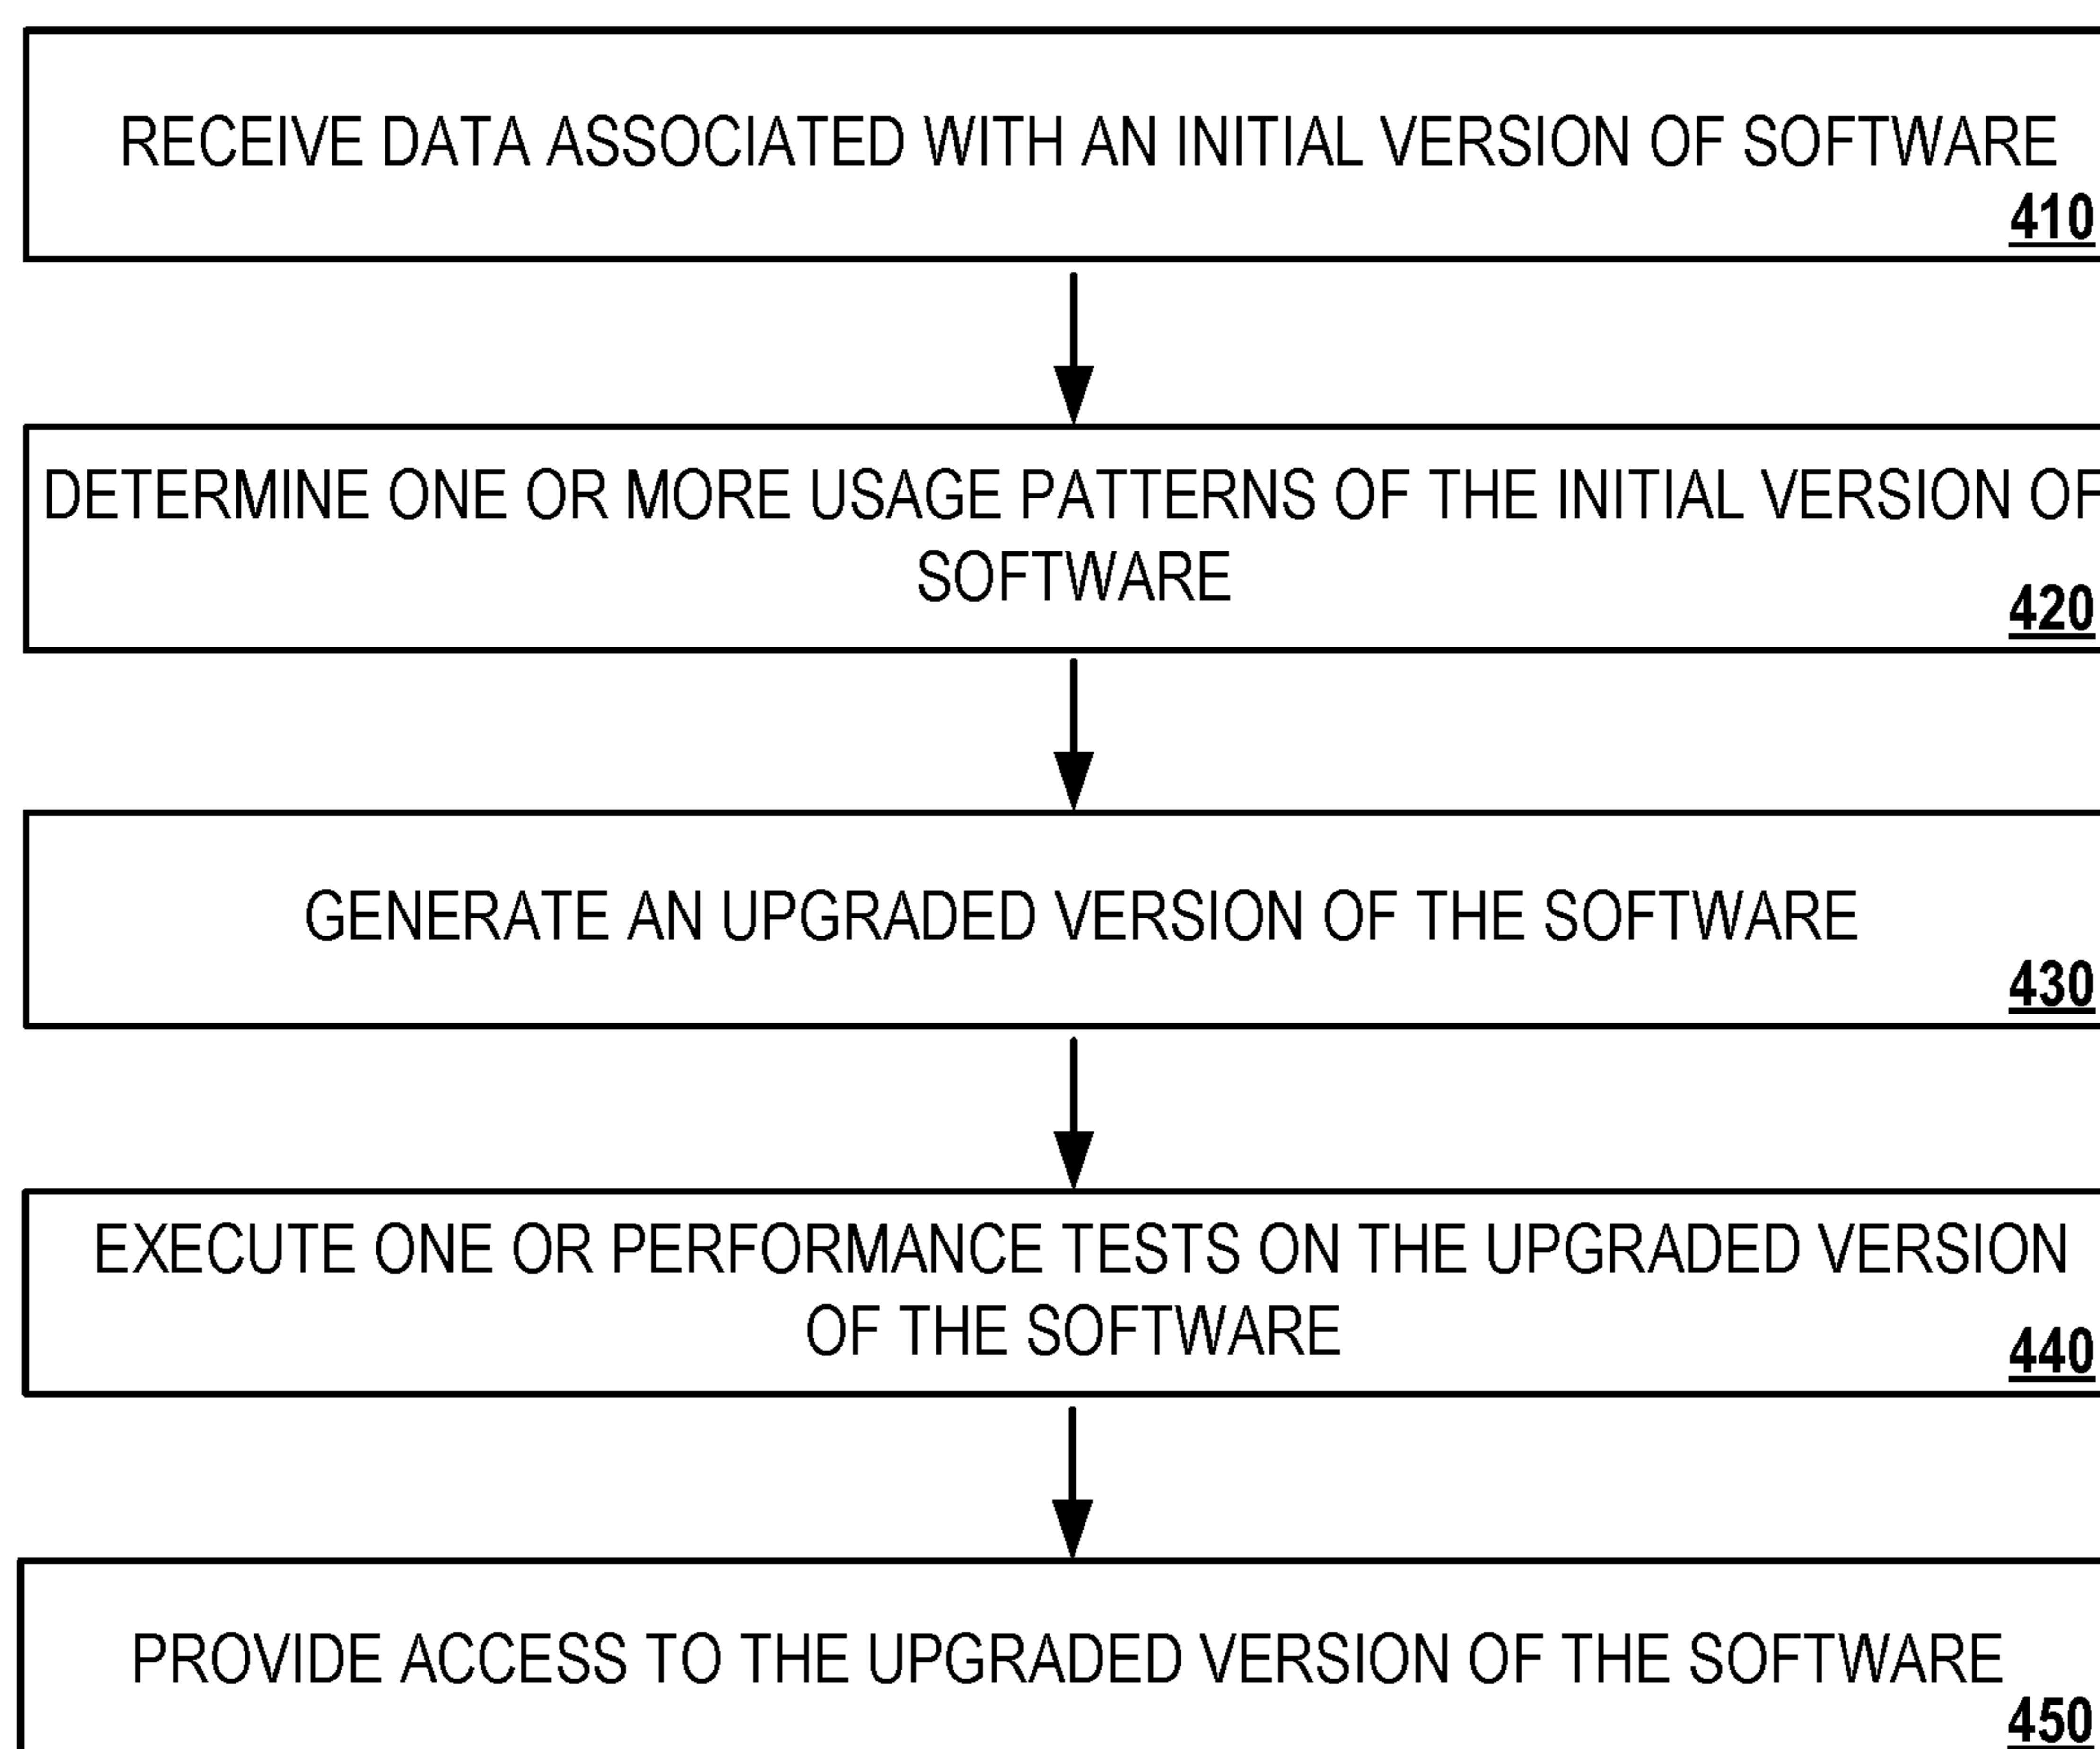 RECEIVE DATA ASSOCIATED WITH AN INITIAL VERSION OF SOFTWARE
410
DETERMINE ONE OR MORE USAGE PATTERNS OF THE INITIAL VERSION OF
SOFTWARE
420
GENERATE AN UPGRADED VERSION OF THE SOFTWARE
430
EXECUTE ONE OR PERFORMANCE TESTS ON THE UPGRADED VERSION
OF THE SOFTWARE
440
PROVIDE ACCESS TO THE UPGRADED VERSION OF THE SOFTWARE
450